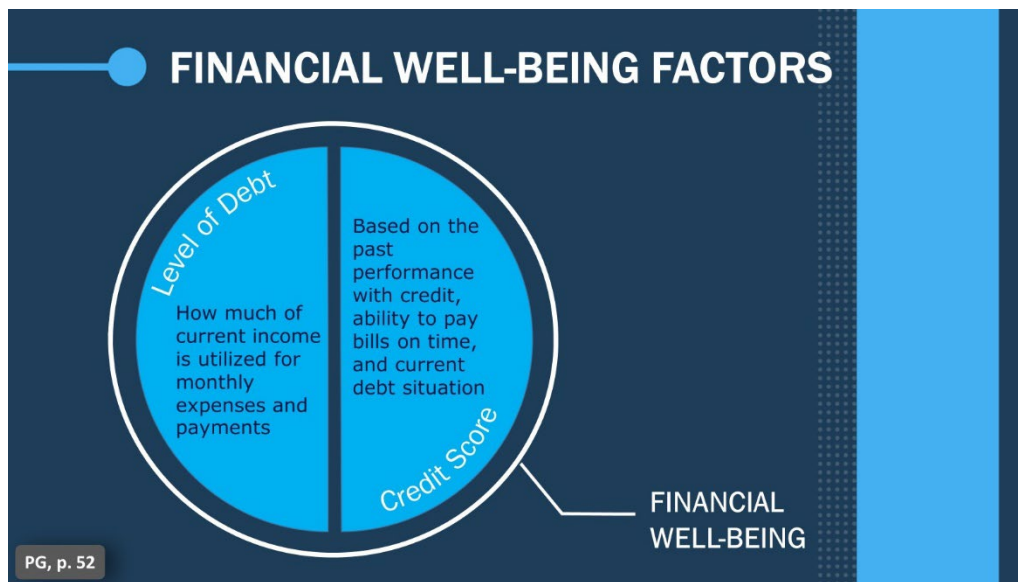 FINANCIAL WELL-BEING FACTORS
Level of Debt
How much of
current income
is utilized for
monthly
expenses and
payments
Based on the
past
performance
with credit,
ability to pay
bills on time,
and current
debt situation
Credit Score
FINANCIAL
WELL-BEING
PG, p. 52